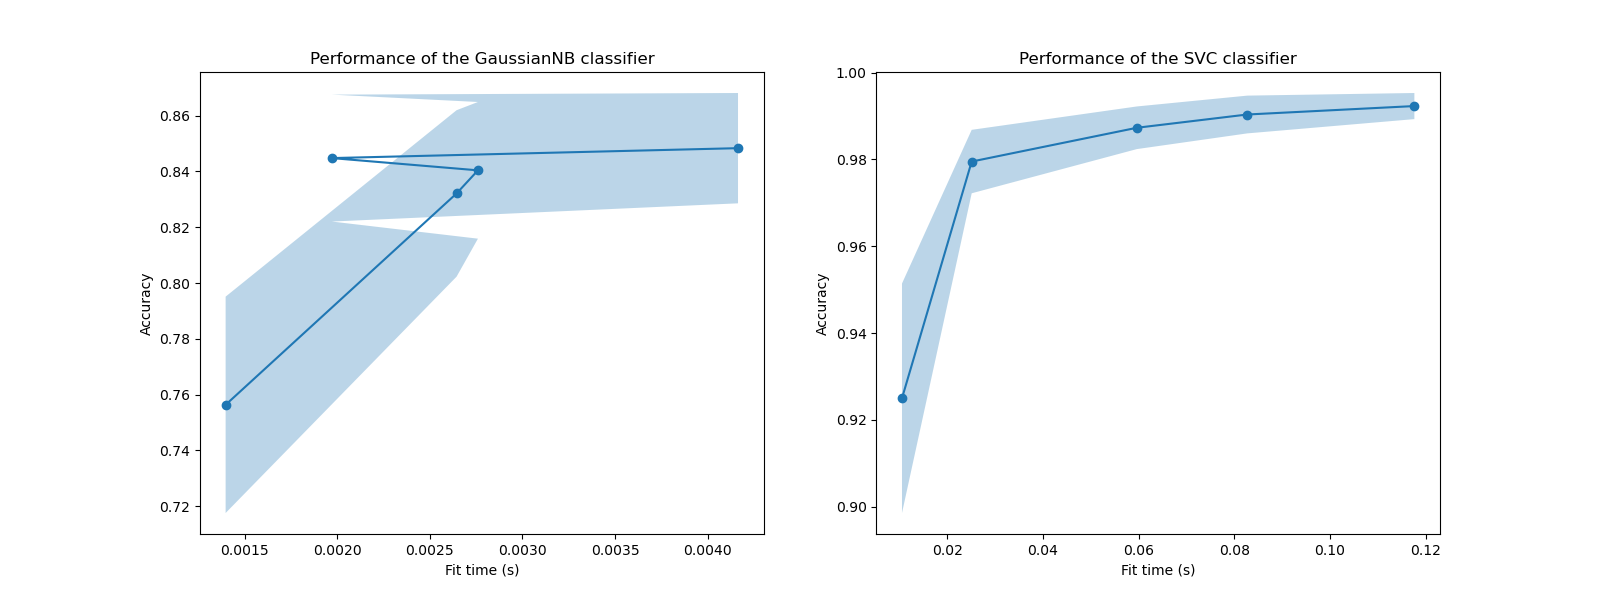 Performance of the GaussianNB classifier
Accuracy
0.86
0.84
0.82
0.80
0.78
0.76
0.74
0.72
0.0015 0.0020 0.0025 0.0030 0.0035 0.0040
Fit time (s)
Performance of the SVC classifier
Accuracy
1.00
0.98
0.96
0.94
0.92
0.90
0.02 0.04 0.06 0.08 0.10 0.12
Fit time (s)